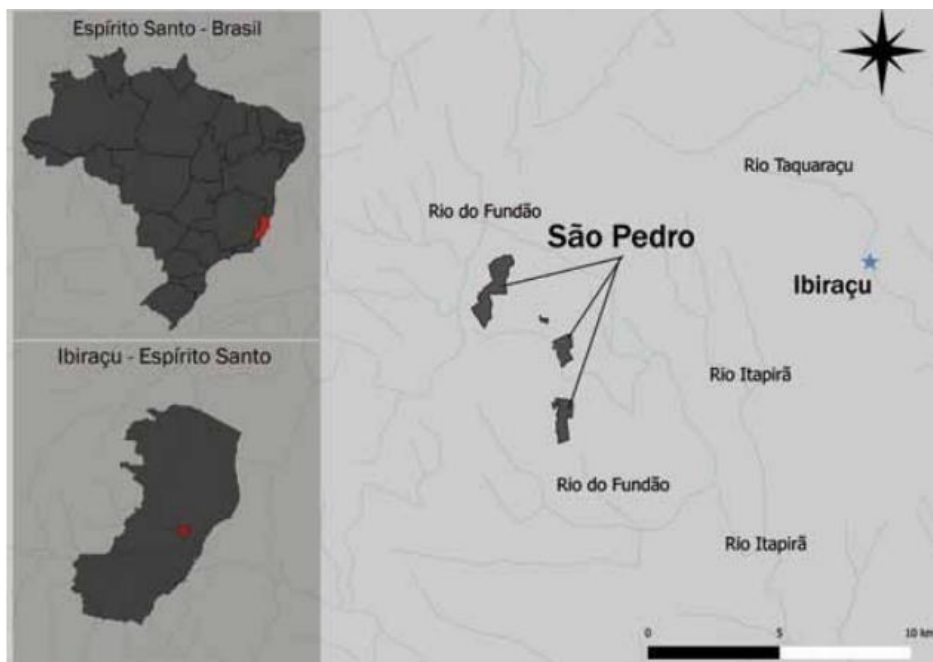 Espírito Santo - Brasil
Ibiraçu - Espírito Santo
Rio Taquaraçu
Rio do Fundão
São Pedro
Ibiraçu
Rio Itapirã
Rio do Fundão
Rio Itapirã
0 5 10 km